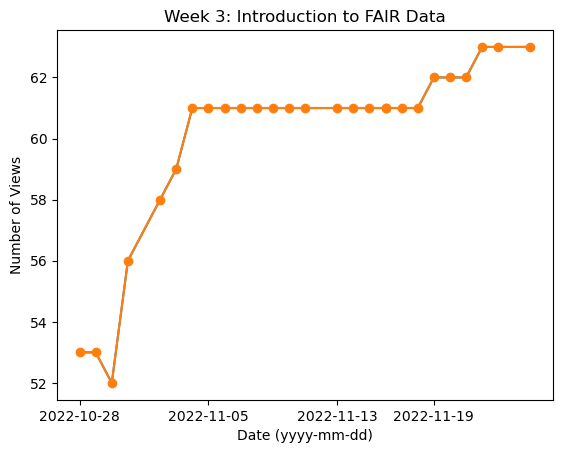 Week 3: Introduction to FAIR Data
Number of Views
62
60
58
56
54
52
2022-10-28 2022-11-05 2022-11-13 2022-11-19
Date (yyyy-mm-dd)